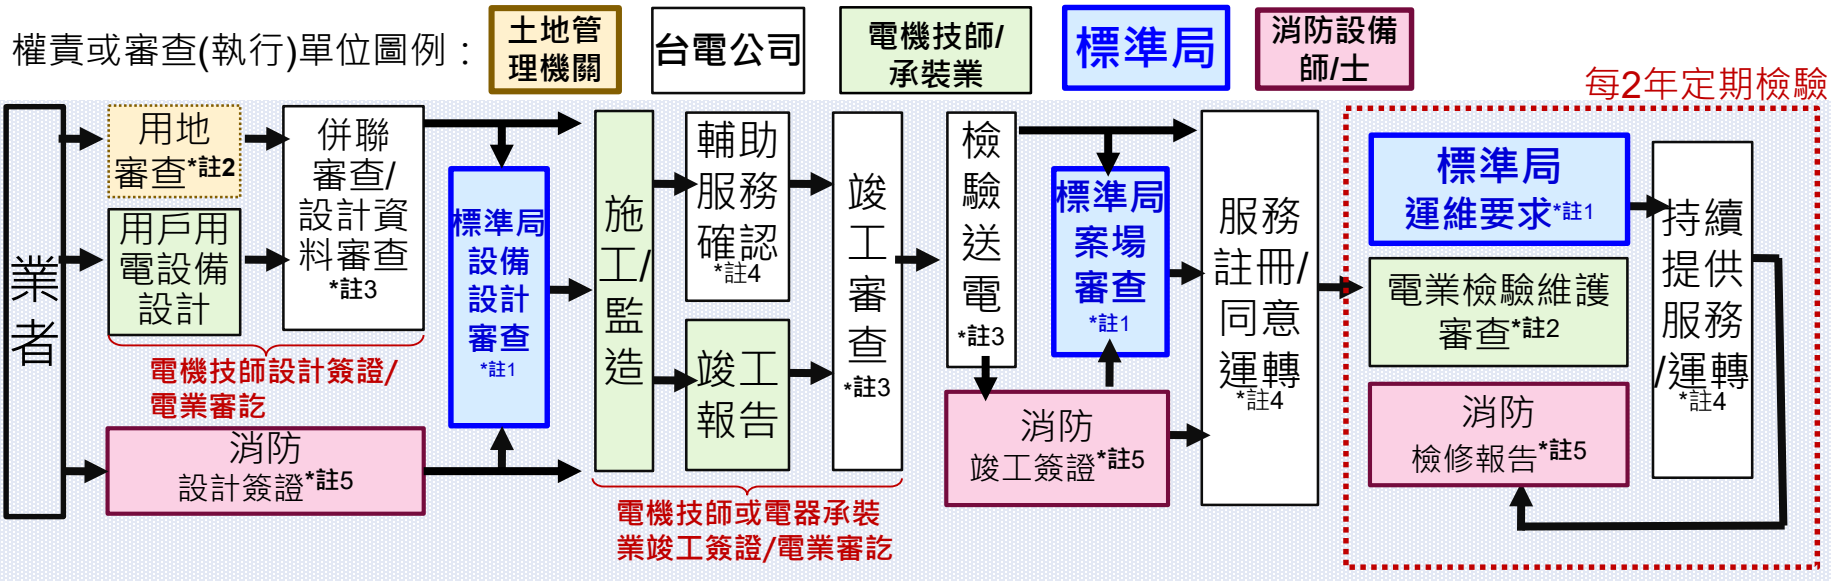 權責或審查(執行)單位圖例：
土地管
理機關
台電公司
電機技師/
承裝業
標準局
消防設備
師/士
每2年定期檢驗
業
者
用地
審查*註2
用戶用
電設備
設計
併聯
審查/
設計資
料審查
*註3
電機技師設計簽證/
電業審訖
消防
設計簽證*註5
標準局
設備
設計
審查
*註1
施
工/
監
造
輔助
服務
確認
*註4
竣工
報告
竣
工
審
查
*註3
電機技師或電器承裝
業竣工簽證/電業審訖
檢
驗
送
電
*註3
標準局
案場
審查
*註1
消防
竣工簽證*註5
服務
註冊/
同意
運轉
*註4
標準局
運維要求*註1
電業檢驗維護
審查*註2
消防
檢修報告*註5
持續
提供
服務
/運轉
*註4